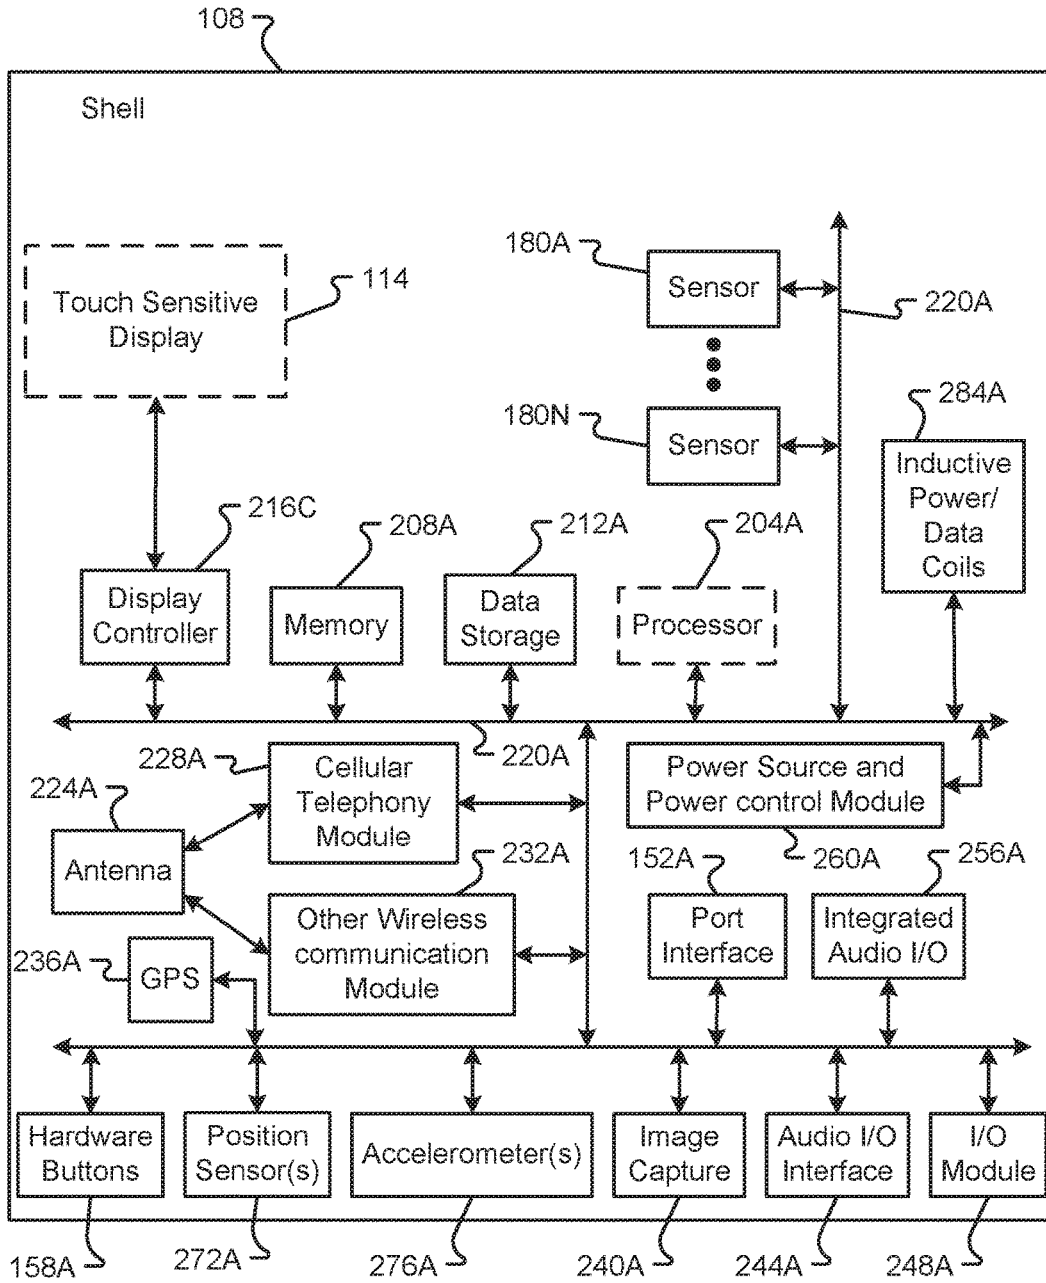 108
Shell
180A
Sensor
114
Touch Sensitive
Display
220A
180N
Sensor
284A
Inductive
Power/
Data
Coils
216C
208A
212A
204A
Display
Controller
Memory
Data
Storage
Processor
220A
228A
Cellular
Telephony
Module
Power Source and
Power control Module
224A
Antenna
232A
152A
260A
256A
Other Wireless
communication
Module
Port
Interface
Integrated
Audio I/O
236A
GPS
Hardware
Buttons
Position
Sensor(s)
Accelerometer(s)
Image
Capture
Audio I/O
Interface
I/O
Module
158A
272A
276A
240A
244A
248A